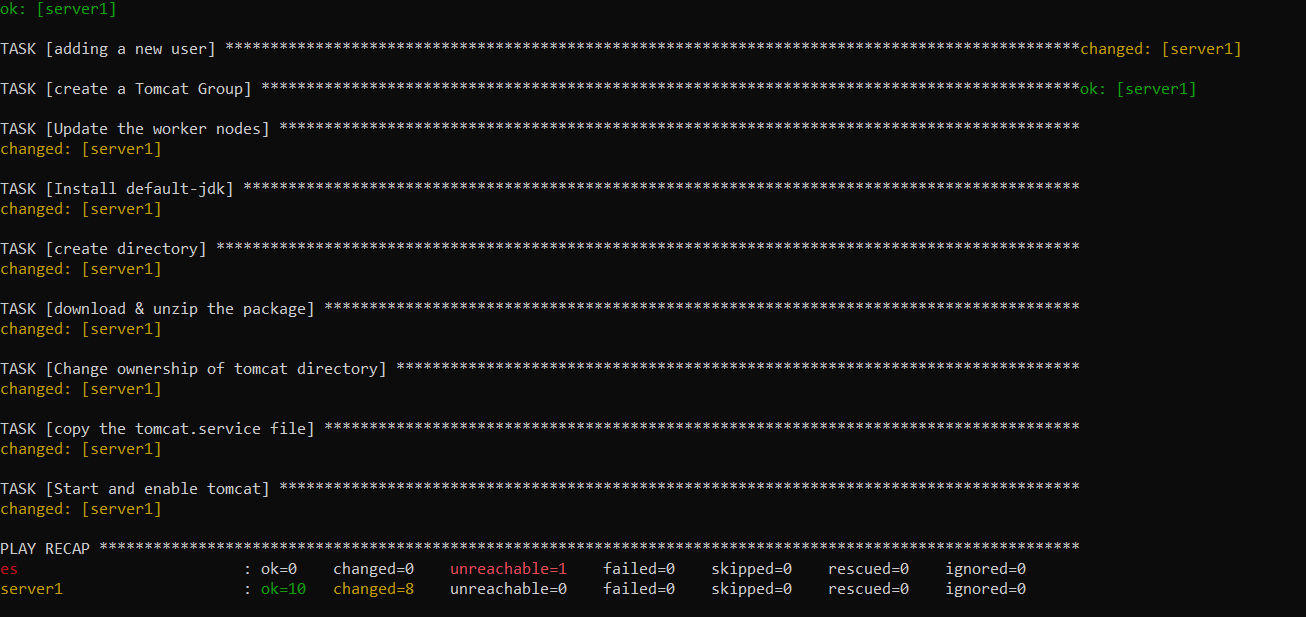 ok: [server1]
TASK [adding a new user] ***********************************************************************************************changed: [server1]
TASK [create a Tomcat Group] *******************************************************************************************ok: [server1]
TASK [Update the worker nodes] *****************************************************************************************
changed: [server1]
TASK [Install default-jdk] *********************************************************************************************
changed: [server1]
TASK [create directory] ************************************************************************************************
changed: [server1]
TASK [download & unzip the package] ************************************************************************************
changed: [server1]
TASK [Change ownership of tomcat directory] ****************************************************************************
changed: [server1]
TASK [copy the tomcat.service file] ************************************************************************************
changed: [server1]
TASK [Start and enable tomcat] *****************************************************************************************
changed: [server1]
PLAY RECAP *************************************************************************************************************
es                         : ok=0    changed=0    unreachable=1    failed=0    skipped=0    rescued=0    ignored=0
server1                    : ok=10   changed=8    unreachable=0    failed=0    skipped=0    rescued=0    ignored=0